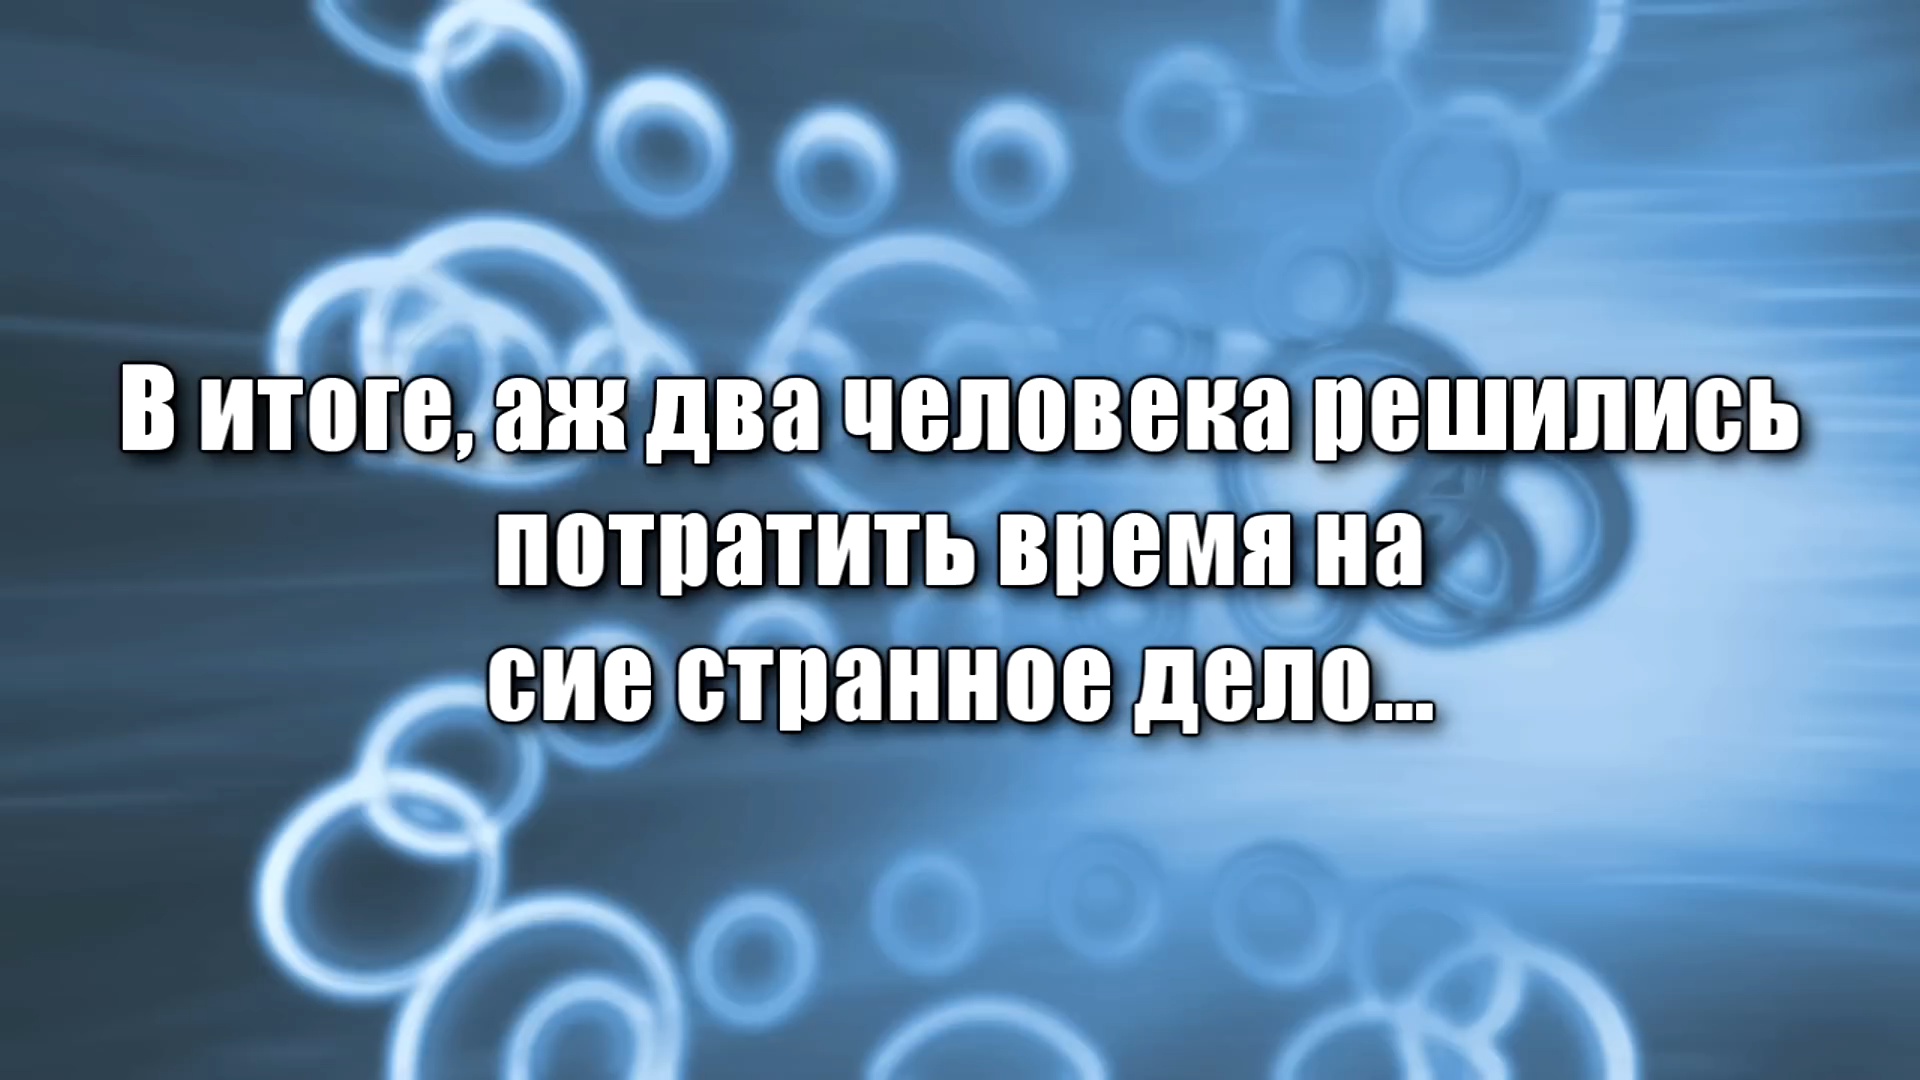 В итоге, аж два человека решились
потратить время на
сие странное дело...